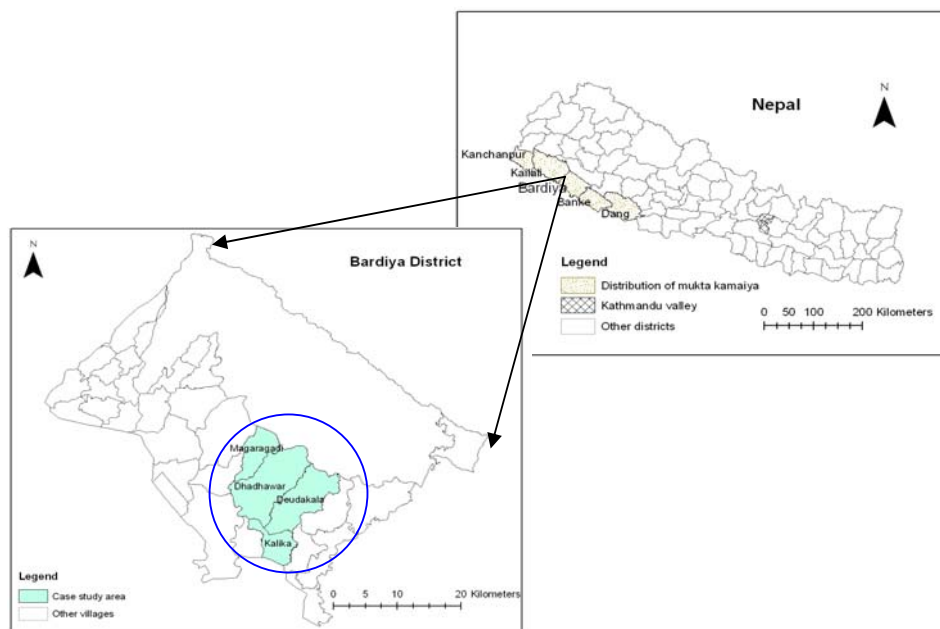 N
Nepal
Kanchanpur
Kailali
Bardiya
Banke
Dang
Legend
Distribution of mukta kamaiya
Kathmandu valley
Other districts
0 50 100 200 Kilometers
N
Bardiya District
Magaragadi
Dhadhawar
Deudakala
Kalika
Legend
Case study area
Other villages
0 5 10 20 Kilometers